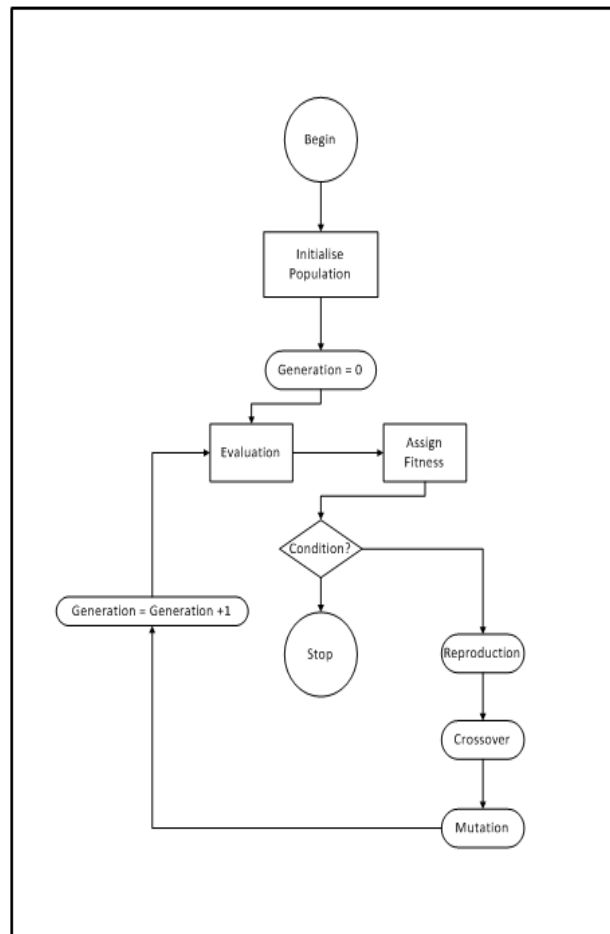 Begin
Initialise
Population
Generation = 0
Evaluation
Assign
Fitness
Condition?
Generation = Generation +1
Stop
Reproduction
Crossover
Mutation